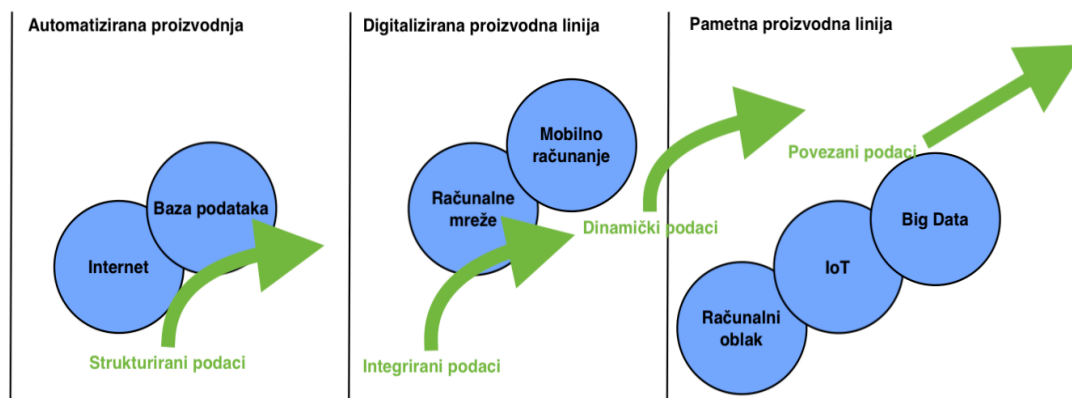 Automatizirana proizvodnja
Baza podataka
Internet
Strukturirani podaci
Digitalizirana proizvodna linija
Mobilno
računanje
Računalne
mreže
Integrirani podaci
Dinamički podaci
Pametna proizvodna linija
Povezani podaci
Big Data
IoT
Računalni
oblak